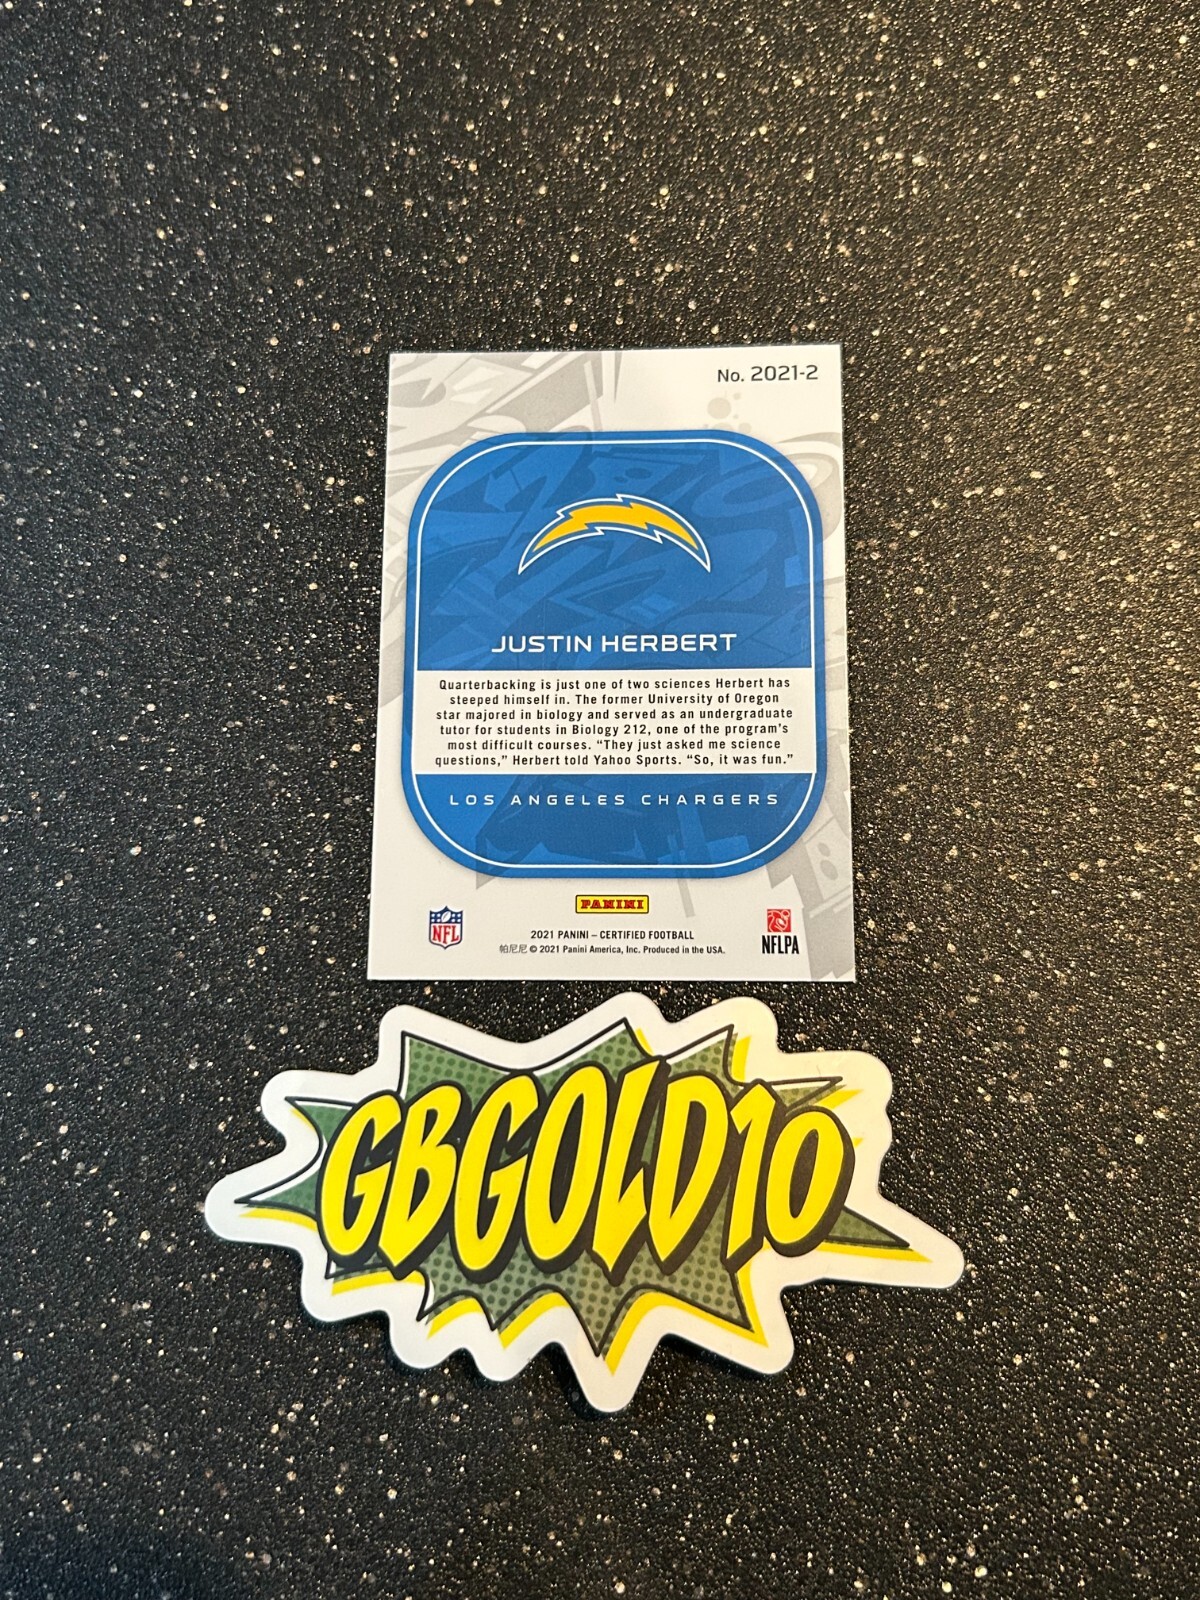 No. 2021-2
JUSTIN HERBERT
Quarterbacking is just one of two sciences Herbert has
steeped himself in. The former University of Oregon
star majored in biology and served as an undergraduate
tutor for students in Biology 212, one of the program's
most difficult courses. “They just asked me science
questions,” Herbert told Yahoo Sports. “So, it was fun.”
LOS ANGELES CHARGERS
PANINI
NFL
2021 PANINI – CERTIFIED FOOTBALL
帕尼尼 © 2021 Panini America, Inc. Produced in the USA.
NFLPA
GBGOLD10